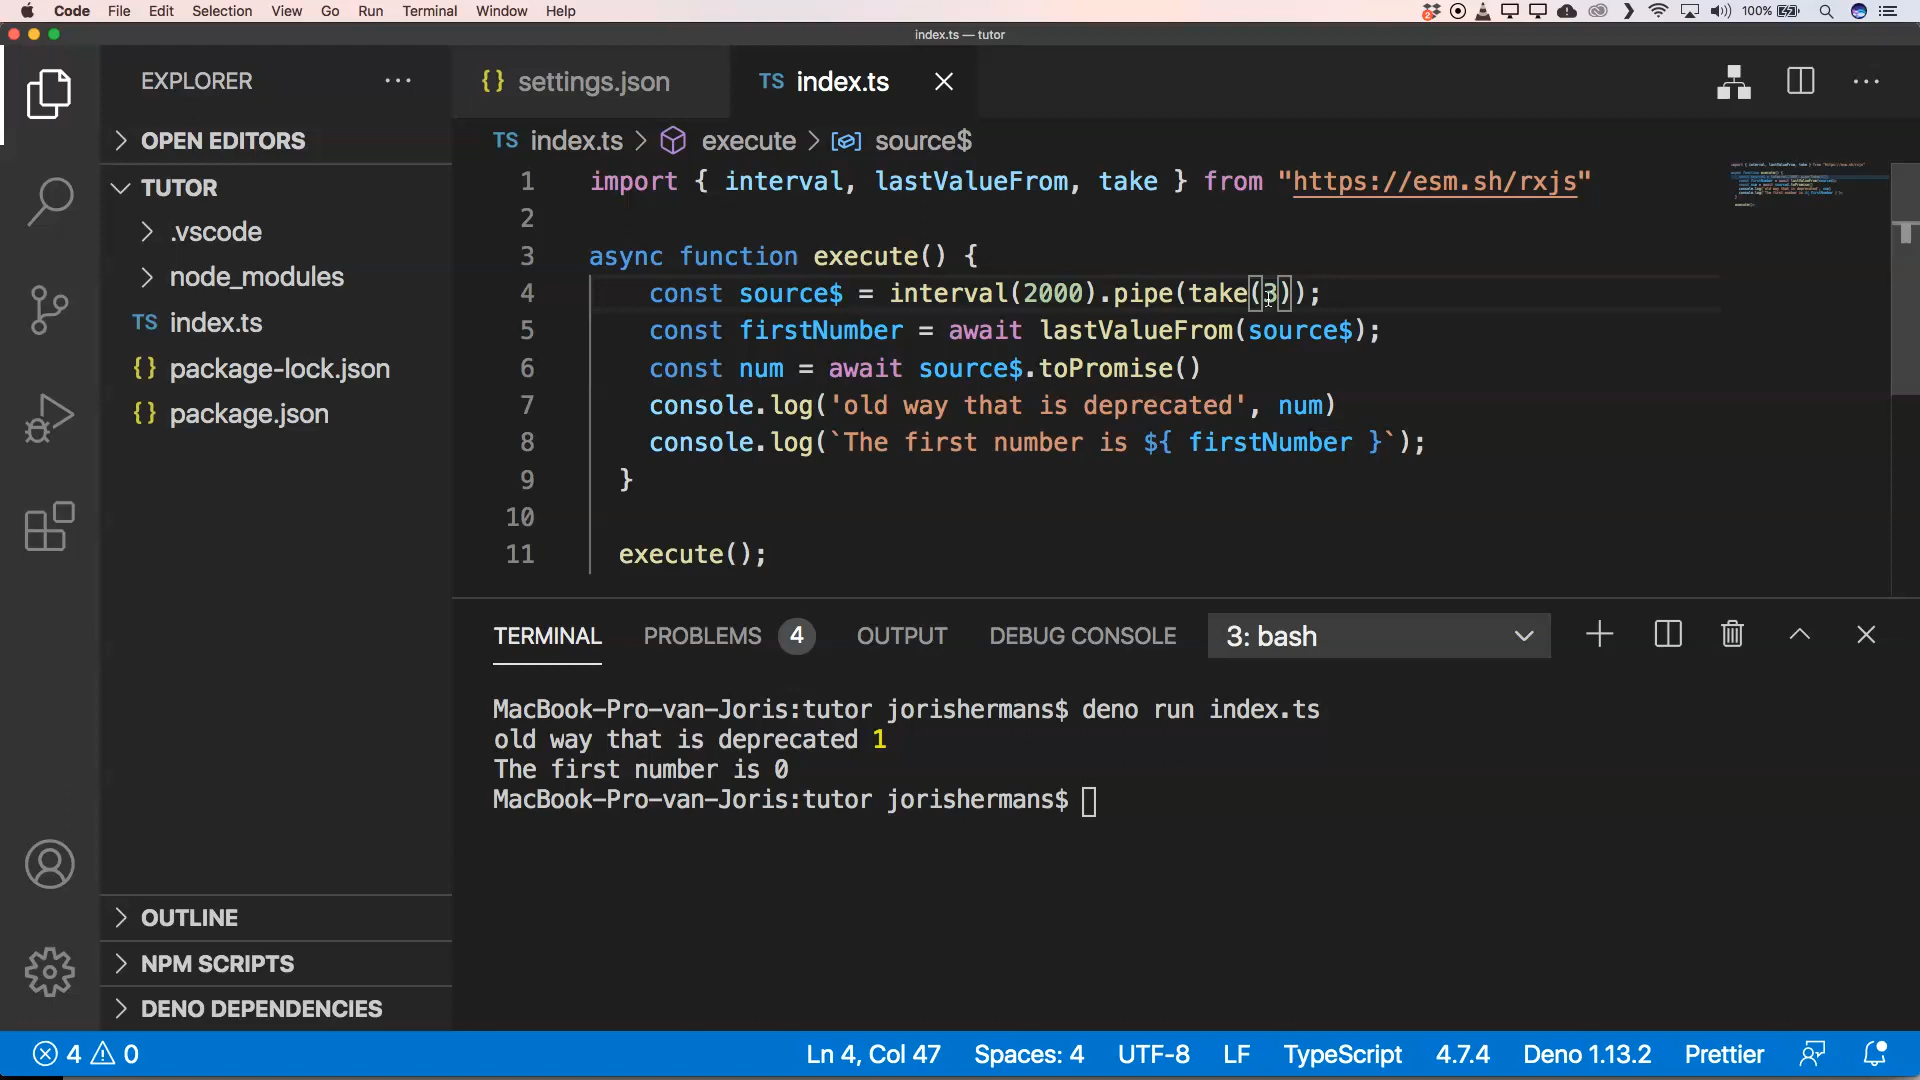 Code File Edit Selection View Go Run Terminal Window Help 100%
index.ts — tutor
EXPLORER
settings.json
TS index.ts
OPEN EDITORS
TS index.ts > execute > source$
TUTOR
.vscode
node_modules
TS index.ts
{} package-lock.json
{} package.json
1 import { interval, lastValueFrom, take } from "https://esm.sh/rxjs"
2
3 async function execute() {
4 const source$ = interval(2000).pipe(take(3));
5 const firstNumber = await lastValueFrom(source$);
6 const num = await source$.toPromise()
7 console.log('old way that is deprecated', num)
8 console.log(`The first number is ${ firstNumber }`);
9 }
10
11 execute();
TERMINAL PROBLEMS 4 OUTPUT DEBUG CONSOLE 3: bash
MacBook-Pro-van-Joris:tutor jorishermans$ deno run index.ts
old way that is deprecated 1
The first number is 0
MacBook-Pro-van-Joris:tutor jorishermans$
OUTLINE
NPM SCRIPTS
DENO DEPENDENCIES
4 0 Ln 4, Col 47 Spaces: 4 UTF-8 LF TypeScript 4.7.4 Deno 1.13.2 Prettier